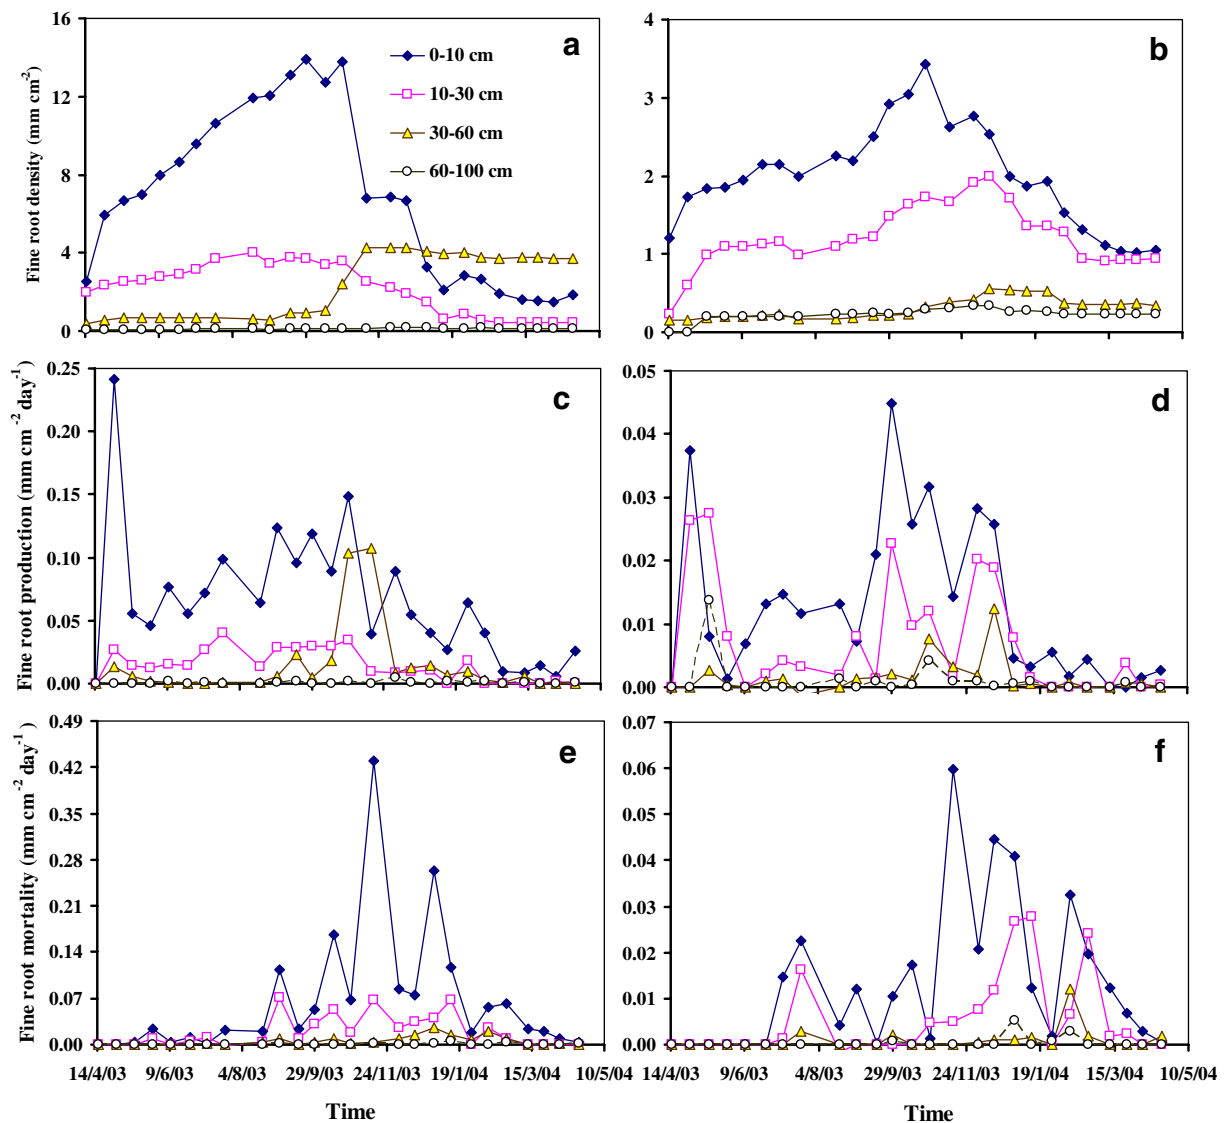 a
b
16
12
8
4
0
4
3
2
1
0
0-10 cm
10-30 cm
30-60 cm
60-100 cm
Fine root density (mm cm-2)
c
d
0.25
0.20
0.15
0.10
0.05
0.00
0.05
0.04
0.03
0.02
0.01
0.00
Fine root production (mm cm-2 day-1)
e
f
0.49
0.42
0.35
0.28
0.21
0.14
0.07
0.00
0.07
0.06
0.05
0.04
0.03
0.02
0.01
0.00
Fine root mortality (mm cm-2 day-1)
14/4/03 9/6/03 4/8/03 29/9/03 24/11/03 19/1/04 15/3/04 10/5/04
14/4/03 9/6/03 4/8/03 29/9/03 24/11/03 19/1/04 15/3/04 10/5/04
Time
Time